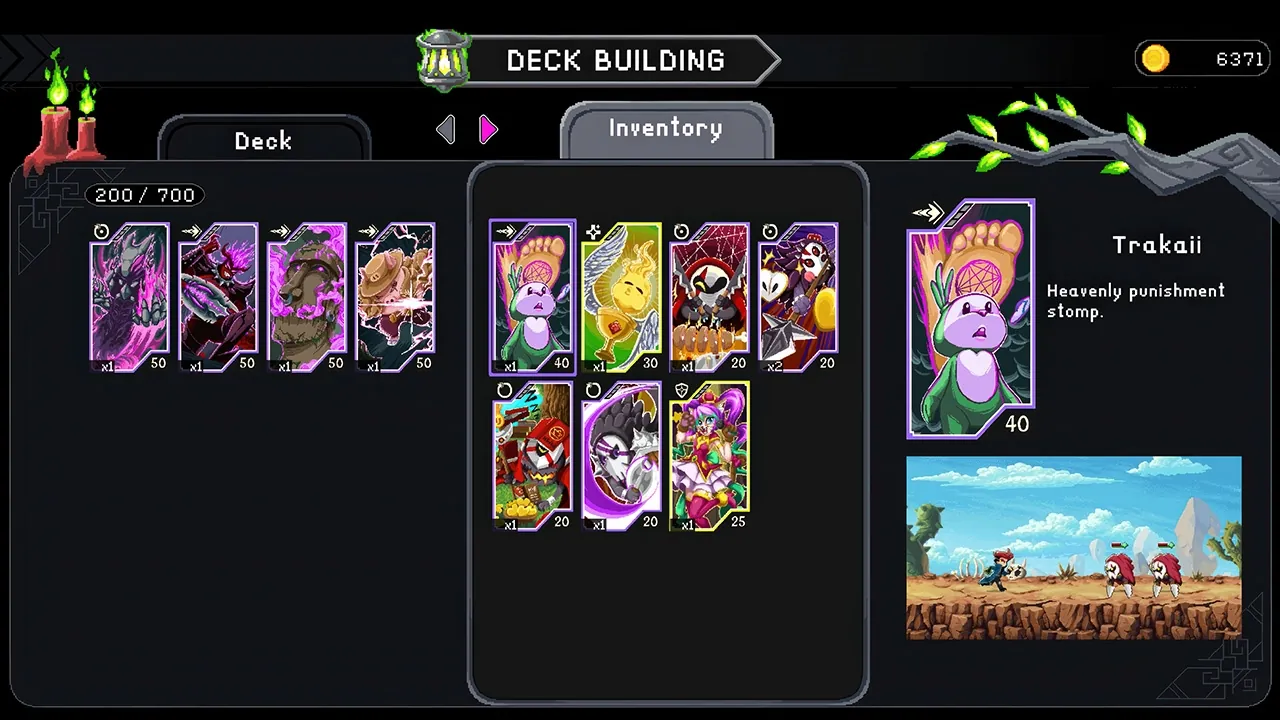 DECK BUILDING
6371
Deck
Inventory
200 / 700
x1 50
x1 50
x1 50
x1 50
x1 40
x1 30
x1 20
x2 20
x1 20
x1 20
x1 25
Trakaii
Heavenly punishment
stomp.
40